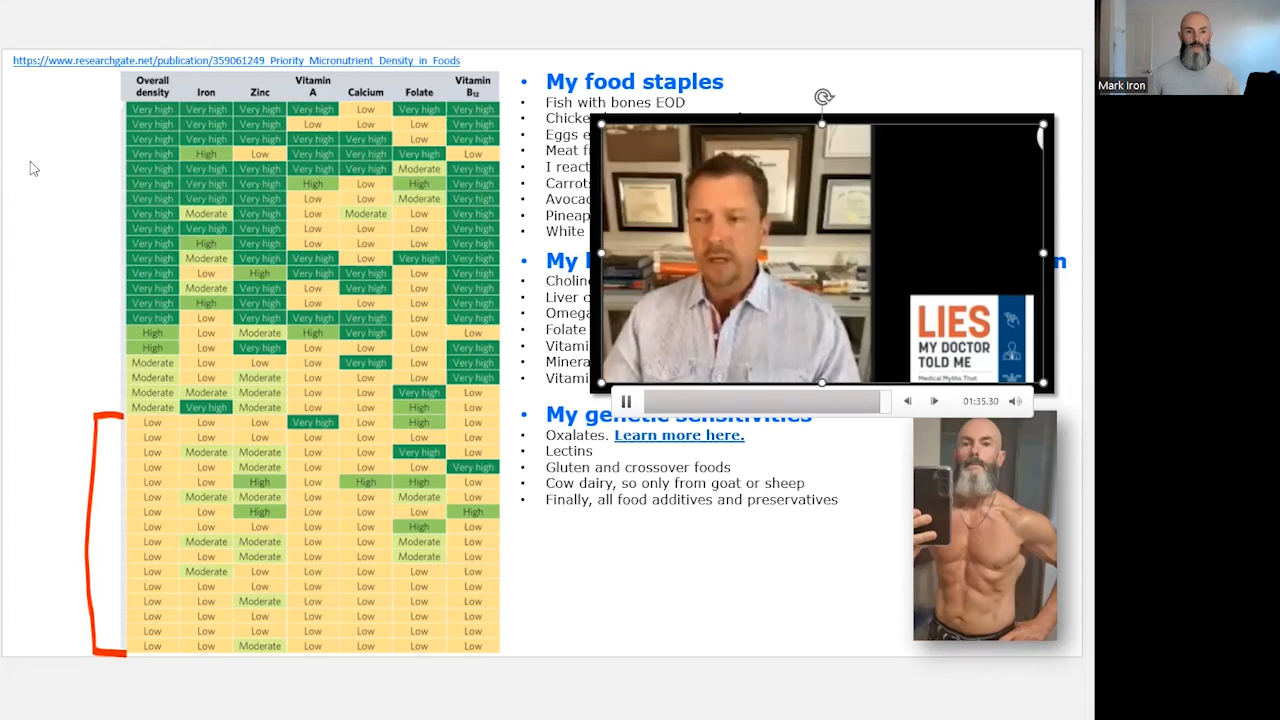 https://www.researchgate.net/publication/359061249_Priority_Micronutrient_Density_in_Foods
Overall density Iron Zinc Vitamin A Calcium Folate Vitamin B12
Very high Very high Very high Very high Low Very high Very high
Very high Very high Very high Low Low Low Very high
Very high Very high Very high Very high Very high Low Very high
Very high High Low Very high Very high Very high Low
Very high Very high Very high Very high Very high Moderate Very high
Very high Very high Very high High Low High Very high
Very high Very high Very high Low Low Moderate Very high
Very high Moderate Very high Low Moderate Low Very high
Very high Very high Very high Low Low Low Very high
Very high High Very high Low Low Low Very high
Very high Moderate Very high Very high Low Very high Very high
Very high Low High Very high Very high Low Very high
Very high Moderate Very high Low Very high Low Very high
Very high High Very high Low Low Low Very high
Very high Low Very high Very high Very high Low Very high
High Low Moderate High Very high Low Low
High Low Very high Low Low Low Very high
Moderate Low Low Low Very high Low Very high
Moderate Low Moderate Low Low Low Very high
Moderate Moderate Moderate Low Low Very high Low
Moderate Very high Moderate Low Low High Low
Low Low Low Very high Low High Low
Low Low Low Low Low Low Low
Low Moderate Moderate Low Low Very high Low
Low Low Moderate Low Low Low Very high
Low Low High Low High High Low
Low Moderate Moderate Low Low Moderate Low
Low Low High Low Low Low High
Low Low Low Low Low High Low
Low Moderate Moderate Low Low Moderate Low
Low Low Moderate Low Low Moderate Low
Low Moderate Low Low Low Low Low
Low Low Low Low Low Low Low
Low Low Moderate Low Low Low Low
Low Low Low Low Low Low Low
Low Low Low Low Low Low Low
Low Low Moderate Low Low Low Low
• My food staples
• Fish with bones EOD
• Eggs
• Meat
• I react
• Carrots
• Pineap
• White
• My
• Liver
• Omega
• Folate
LIES
MY DOCTOR
TOLD ME
Medical Myths That
01:35.30
• My genetic sensitivities
• Oxalates. Learn more here.
• Lectins
• Gluten and crossover foods
• Cow dairy, so only from goat or sheep
• Finally, all food additives and preservatives
Mark Iron